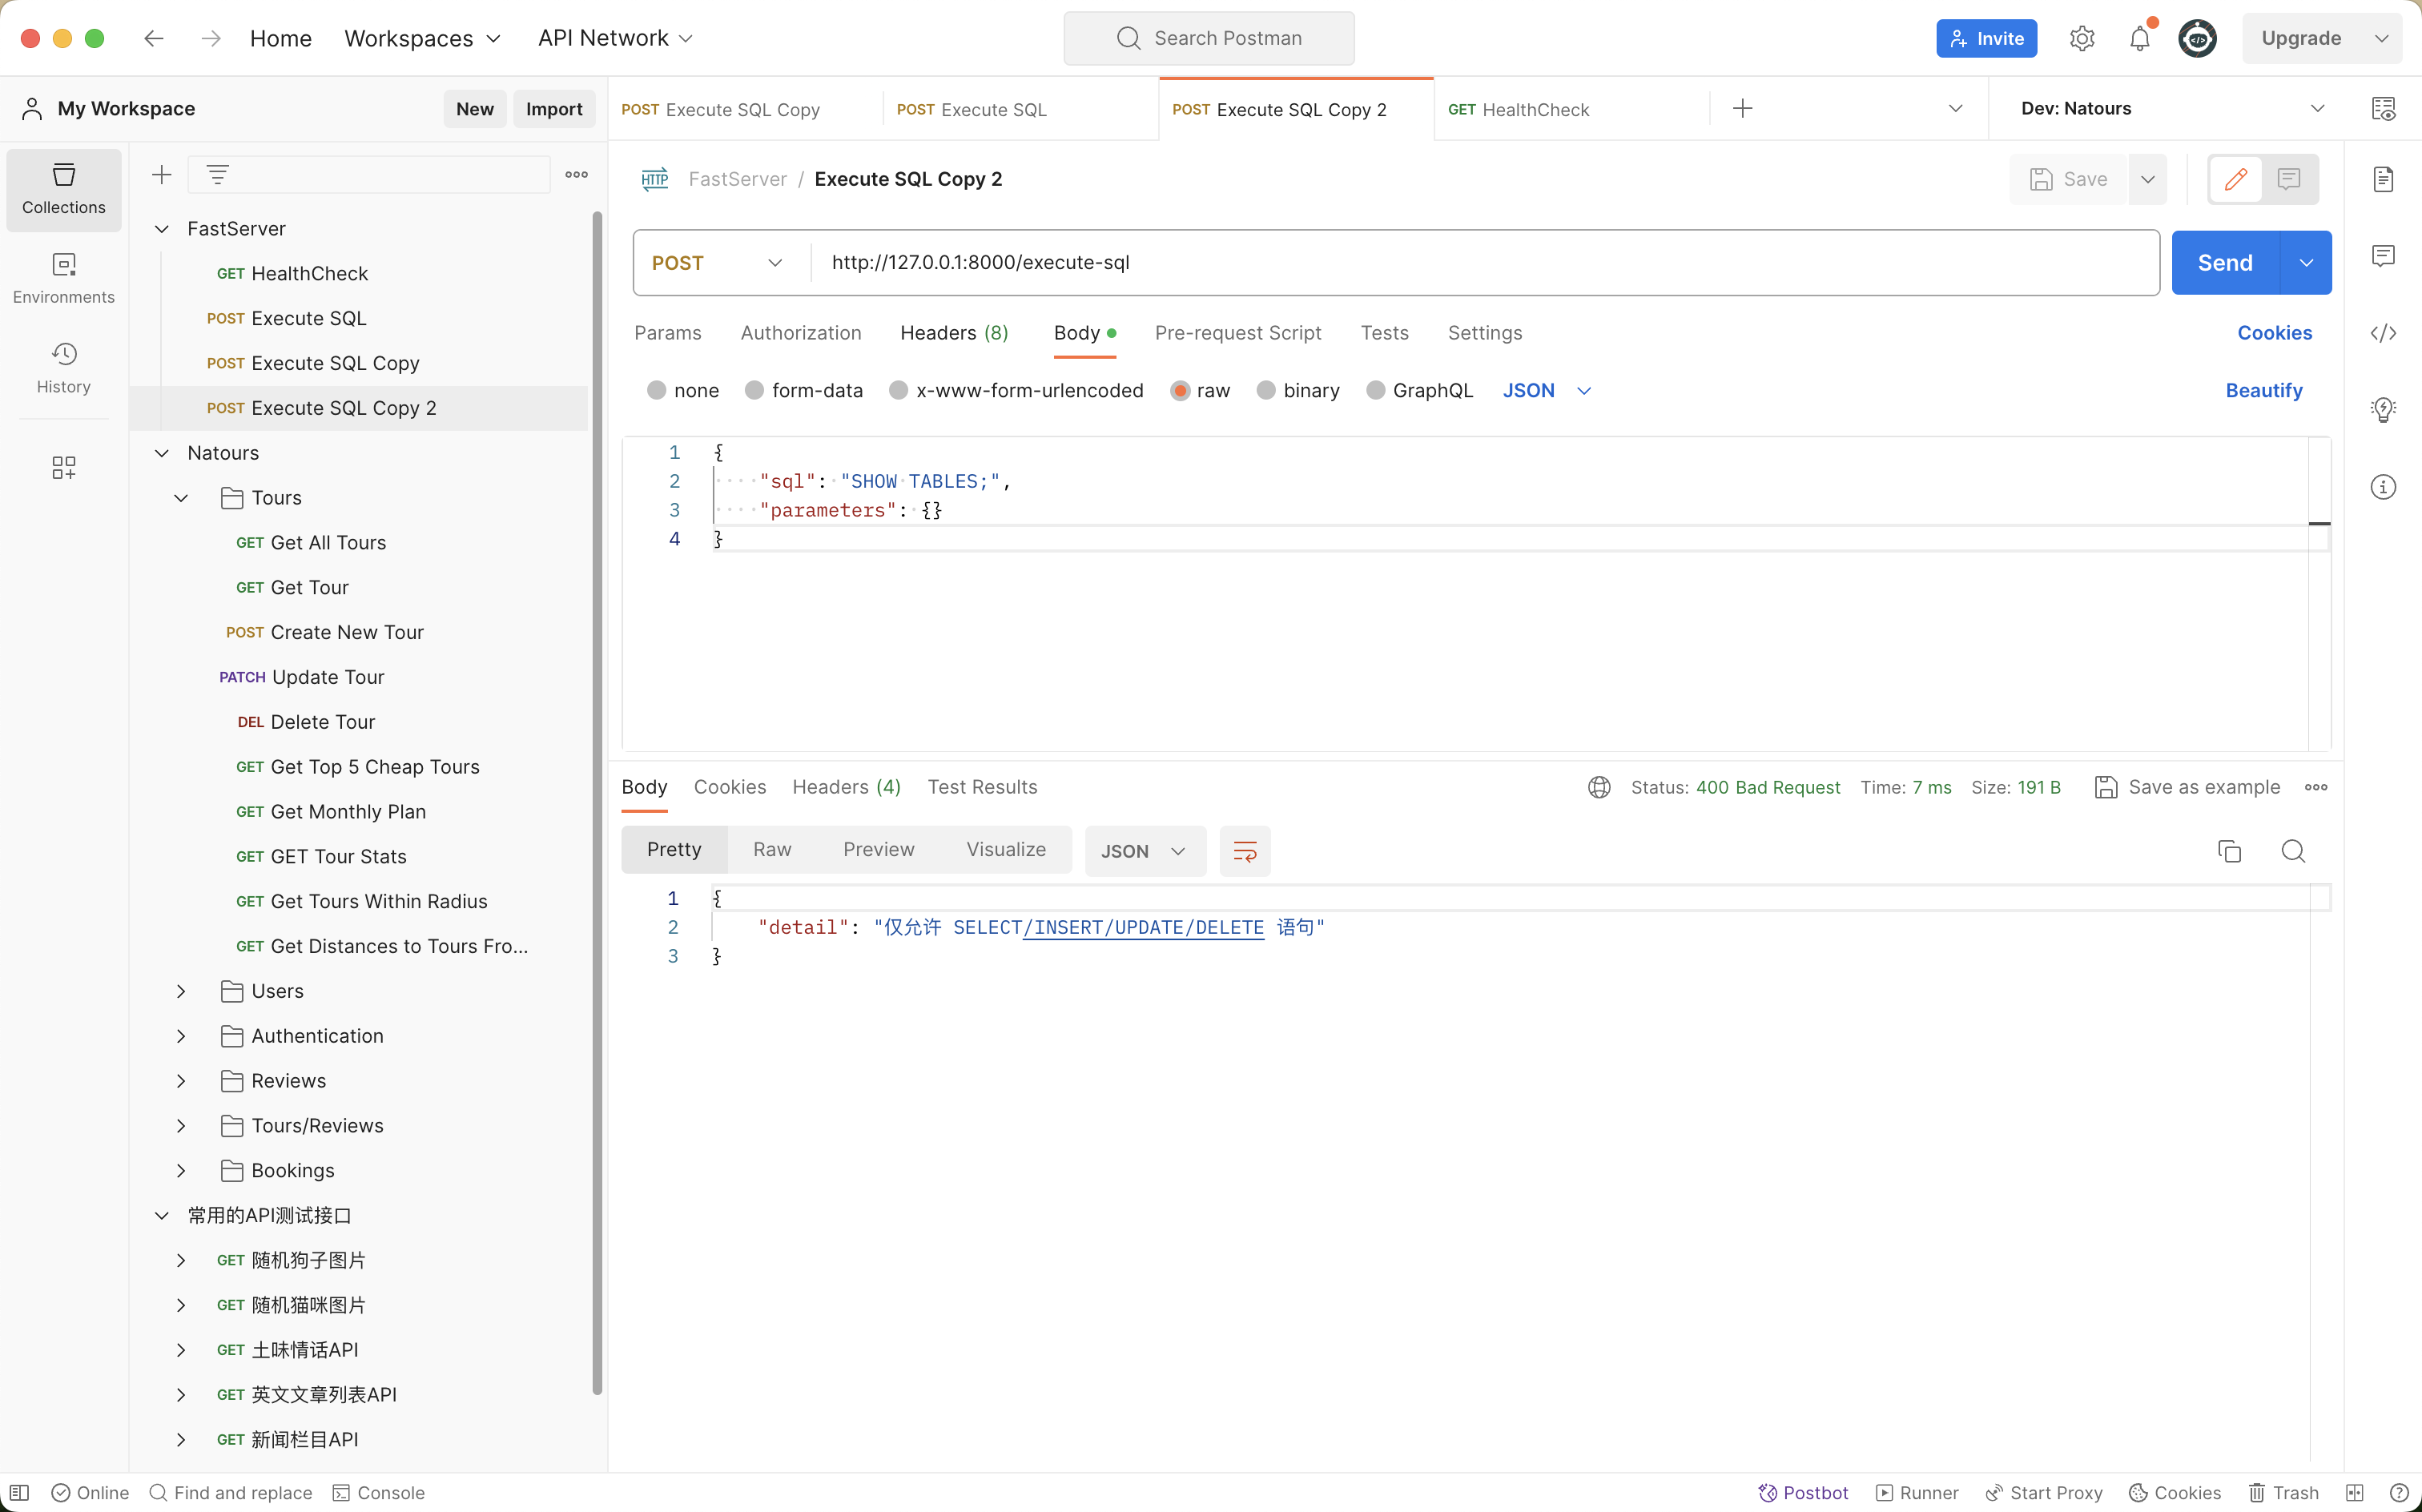 Home Workspaces API Network Search Postman Invite Upgrade
My Workspace New Import
POST Execute SQL Copy POST Execute SQL POST Execute SQL Copy 2 GET HealthCheck Dev: Natours
Collections
Environments
History
FastServer
GET HealthCheck
POST Execute SQL
POST Execute SQL Copy
POST Execute SQL Copy 2
Natours
Tours
GET Get All Tours
GET Get Tour
POST Create New Tour
PATCH Update Tour
DEL Delete Tour
GET Get Top 5 Cheap Tours
GET Get Monthly Plan
GET GET Tour Stats
GET Get Tours Within Radius
GET Get Distances to Tours Fro...
Users
Authentication
Reviews
Tours/Reviews
Bookings
常用的API测试接口
GET 随机狗子图片
GET 随机猫咪图片
GET 土味情话API
GET 英文文章列表API
GET 新闻栏目API
HTTP FastServer / Execute SQL Copy 2 Save
POST http://127.0.0.1:8000/execute-sql Send
Params Authorization Headers (8) Body Pre-request Script Tests Settings Cookies
none form-data x-www-form-urlencoded raw binary GraphQL JSON Beautify
1 {
2 "sql": "SHOW TABLES;",
3 "parameters": {}
4 }
Body Cookies Headers (4) Test Results Status: 400 Bad Request Time: 7 ms Size: 191 B Save as example
Pretty Raw Preview Visualize JSON
1 {
2 "detail": "仅允许 SELECT/INSERT/UPDATE/DELETE 语句"
3 }
Online Find and replace Console Postbot Runner Start Proxy Cookies Trash